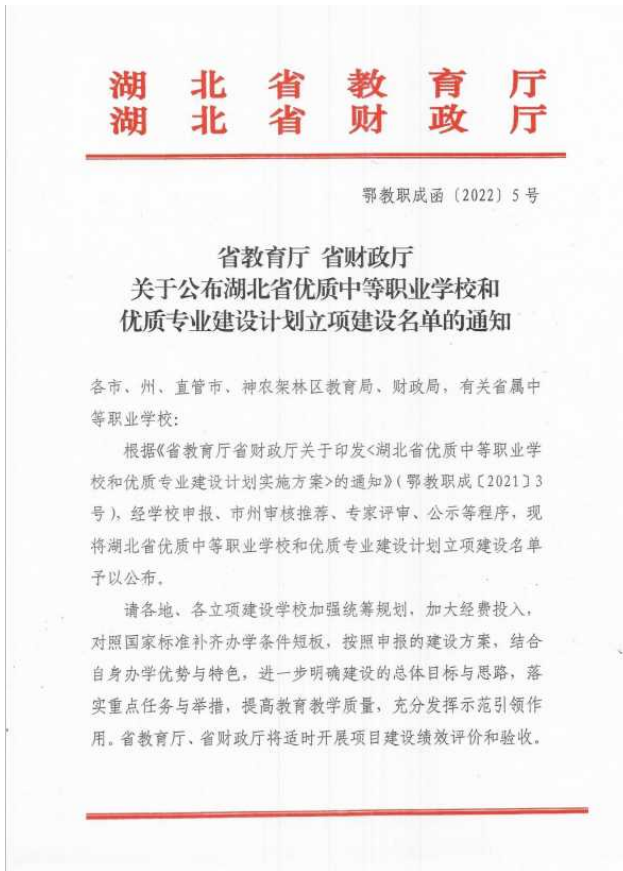 湖北省教育厅
湖北省财政厅
鄂教职成函〔2022〕5号
省教育厅 省财政厅
关于公布湖北省优质中等职业学校和
优质专业建设计划立项建设名单的通知
各市、州、直管市、神农架林区教育局、财政局，有关省属中
等职业学校：
根据《省教育厅省财政厅关于印发<湖北省优质中等职业学
校和优质专业建设计划实施方案>的通知》（鄂教职成〔2021〕3
号），经学校申报、市州审核推荐、专家评审、公示等程序，现
将湖北省优质中等职业学校和优质专业建设计划立项建设名单
予以公布。
请各地、各立项建设学校加强统筹规划，加大经费投入，
对照国家标准补齐办学条件短板，按照申报的建设方案，结合
自身办学优势与特色，进一步明确建设的总体目标与思路，落
实重点任务与举措，提高教育教学质量，充分发挥示范引领作
用。省教育厅、省财政厅将适时开展项目建设绩效评价和验收。